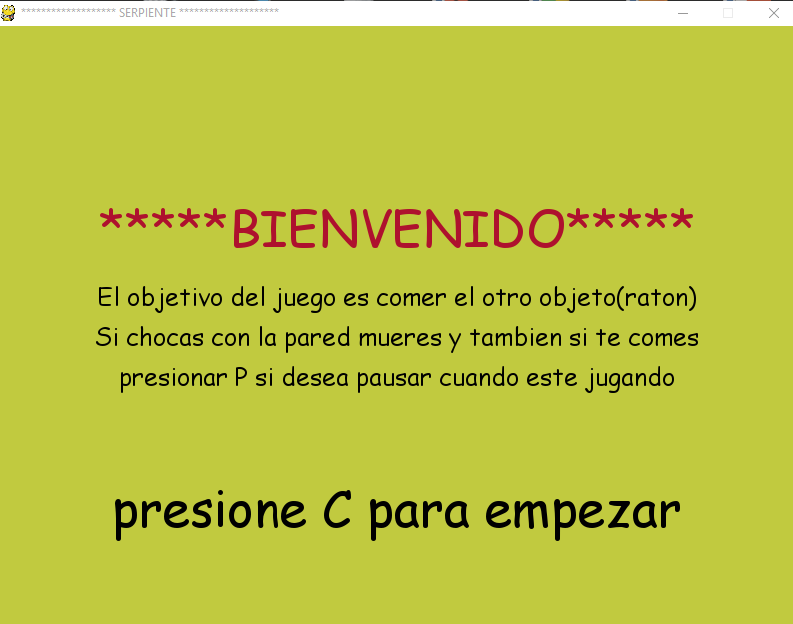 ******************* SERPIENTE ********************
*****BIENVENIDO*****
El objetivo del juego es comer el otro objeto(raton)
Si chocas con la pared mueres y tambien si te comes
presionar P si desea pausar cuando este jugando
presione C para empezar